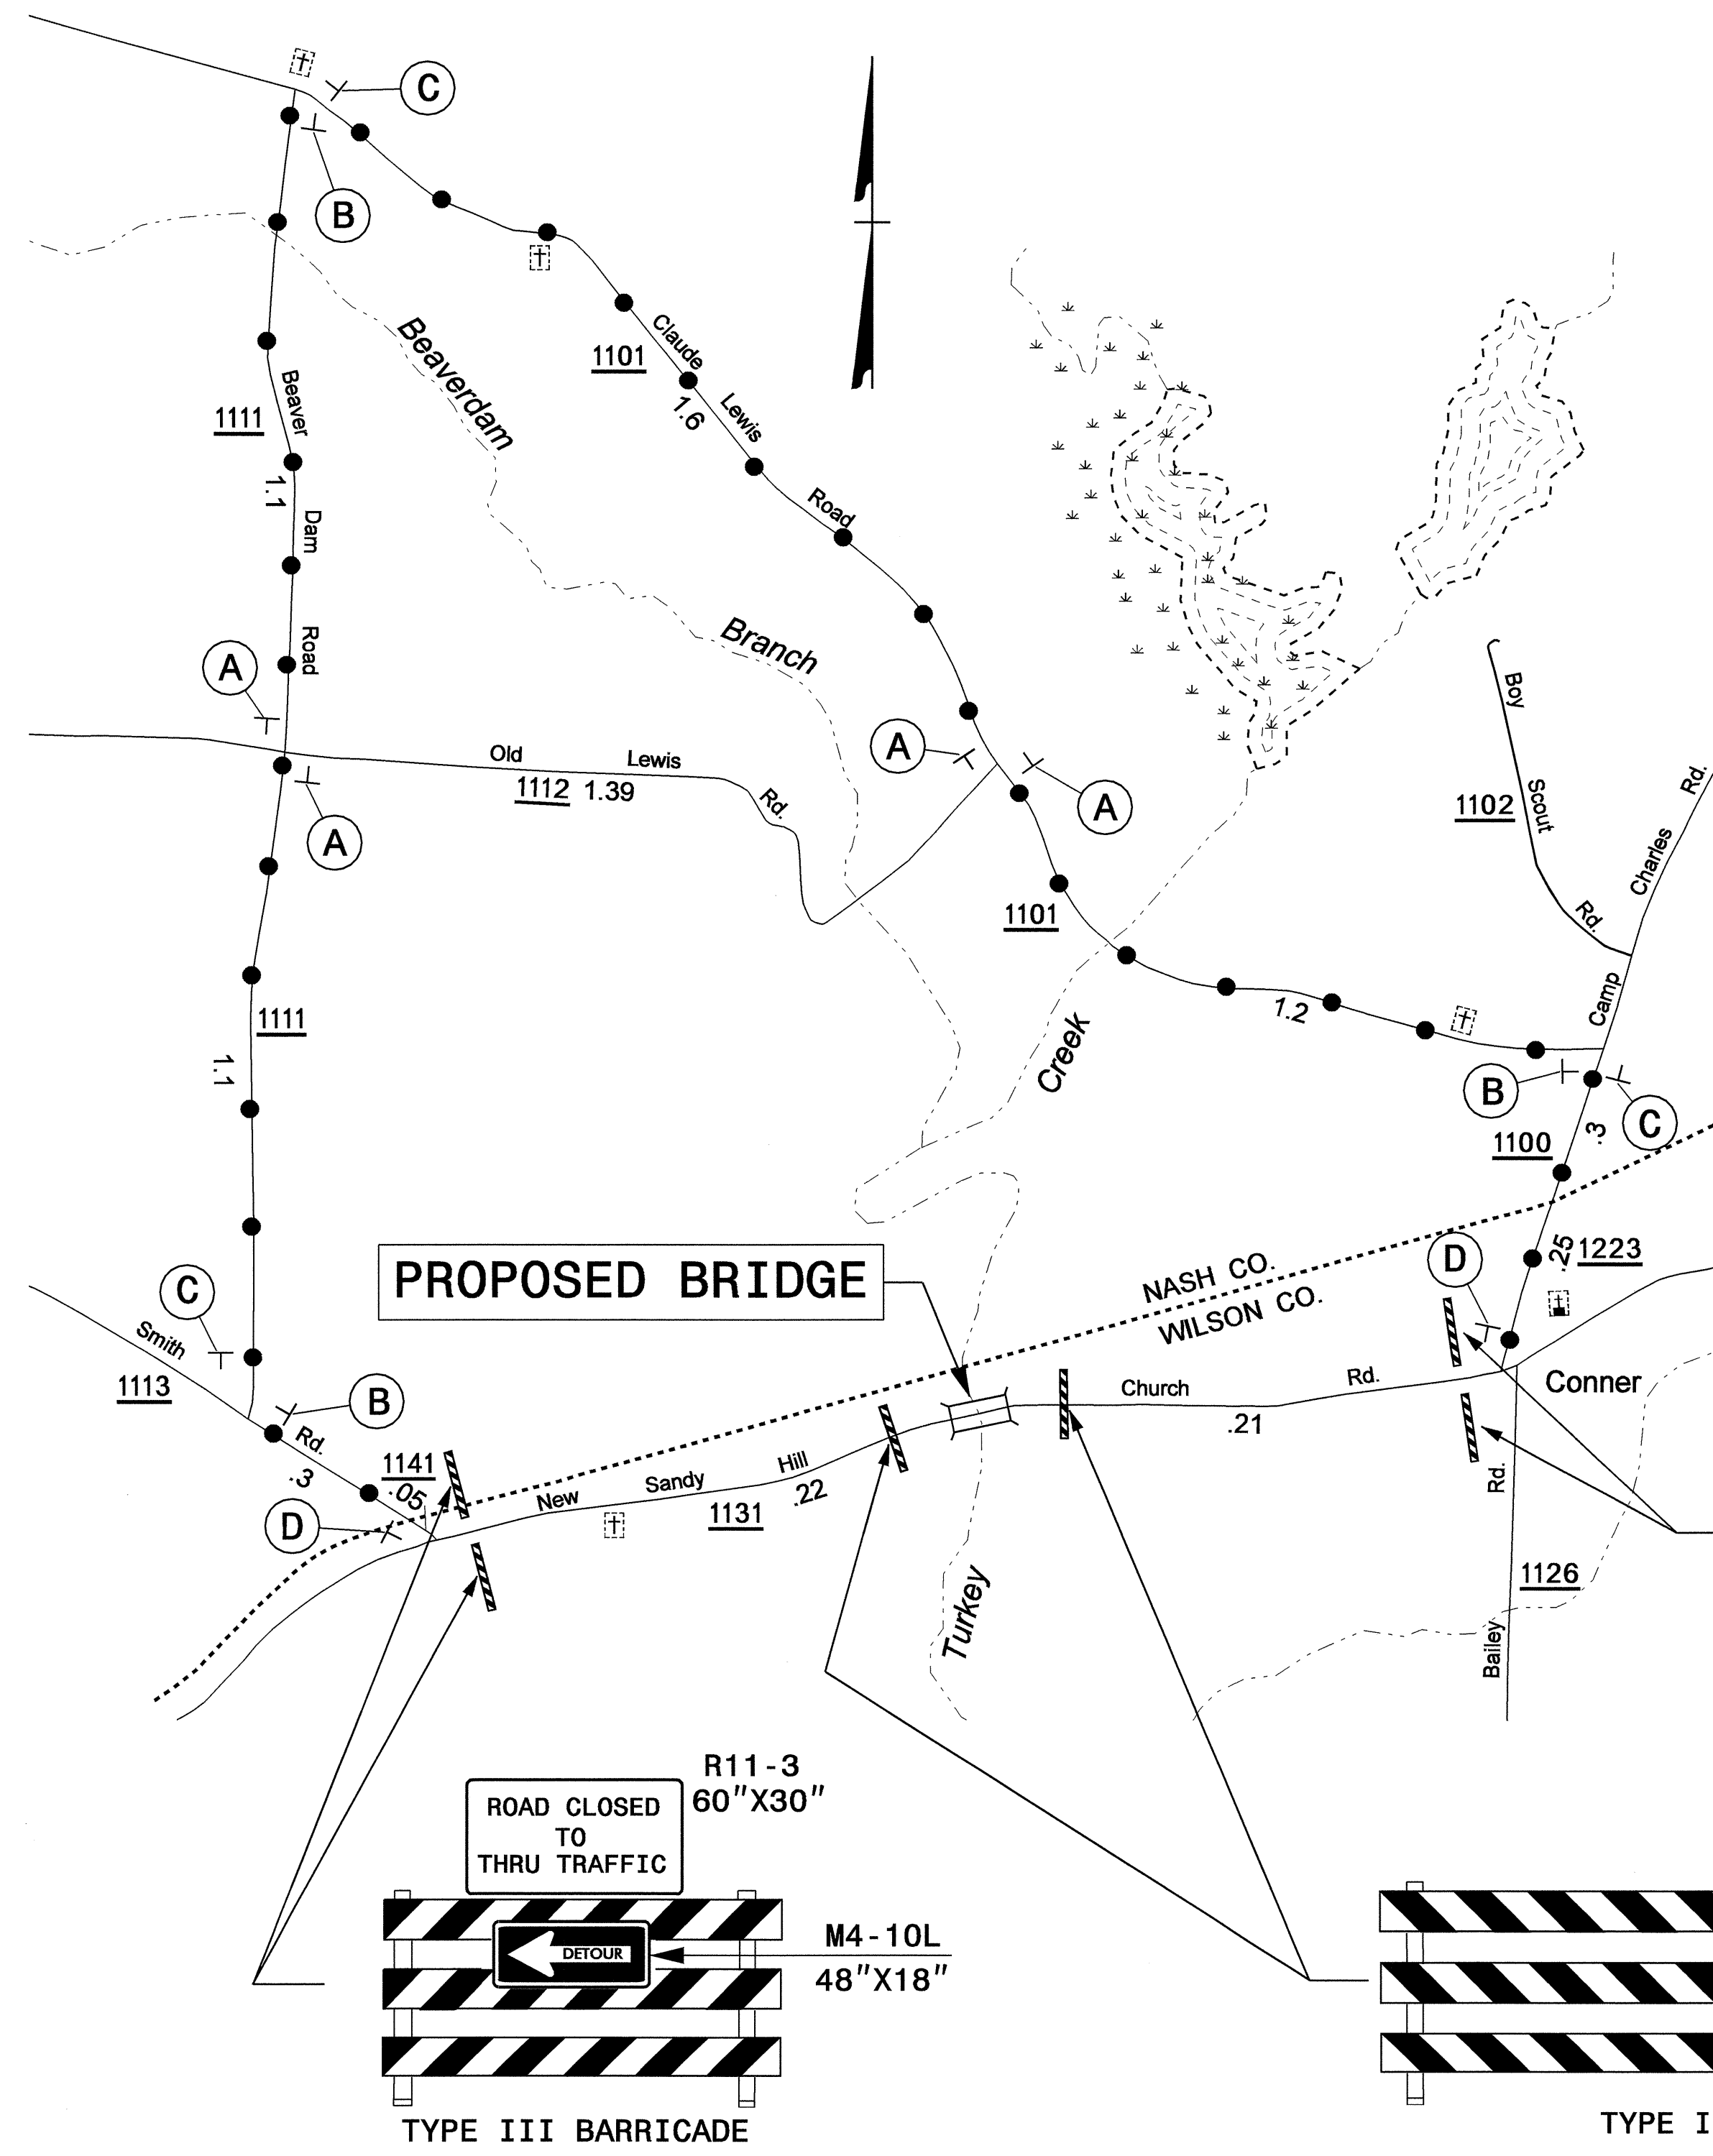 C
B
Claude
1101
1.6
Lewis
Road
Beaverdam
Beaver
1111
1.1
Dam
Road
Branch
A
A
A
A
Old Lewis Rd.
1112 1.39
Boy
Scout
Rd.
1102
Rd.
Charles
Camp
1101
1.2
1111
1.1
Creek
B
C
.3
1100
.25
1223
D
PROPOSED BRIDGE
NASH CO.
WILSON CO.
C
Smith
1113
B
Rd.
.3
1141
.05
D
New Sandy Hill
1131
.22
Church Rd.
.21
Conner
Rd.
1126
Bailey
Turkey
R11-3
60"X30"
ROAD CLOSED
TO
THRU TRAFFIC
DETOUR
M4-10L
48"X18"
TYPE III BARRICADE
TYPE I